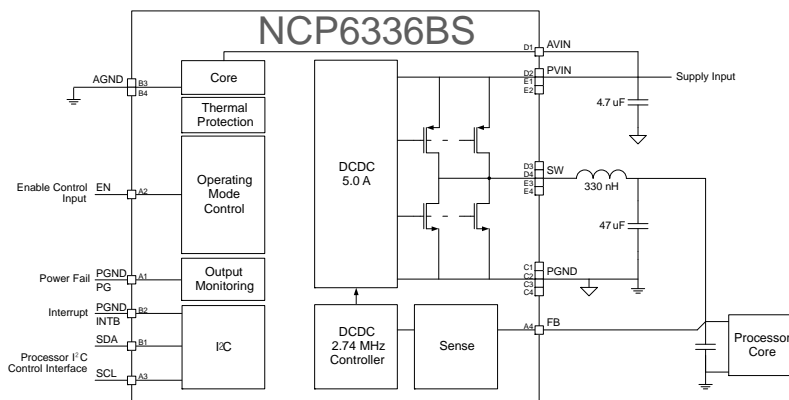 NCP6336BS
D1 AVIN
AGND
B3
B4
Core
D2 PVIN
E1
E2
Supply Input
Thermal
Protection
4.7 uF
DCDC
5.0 A
Operating
Mode
Control
Enable Control
Input
EN
A2
D3 SW
D4
E3
E4
330 nH
47 uF
Power Fail
PGND
PG
A1
Output
Monitoring
C1
C2 PGND
C3
C4
Interrupt
PGND
INTB
B2
I²C
SDA
B1
Processor I²C
Control Interface
SCL
A3
DCDC
2.74 MHz
Controller
Sense
A4 FB
Processor
Core